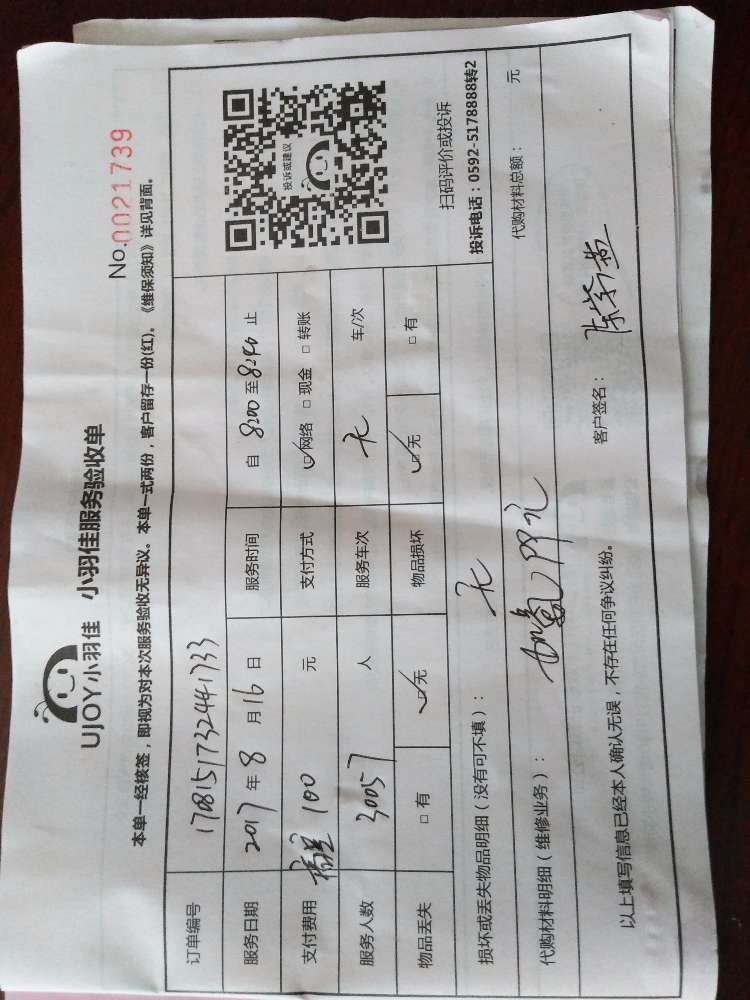 UJOY小羽佳 小羽佳服务验收单
No.0021739
本单一经核签，即视为对本次服务验收无异议。本单一式两份，客户留存一份(红)。《维保须知》详见背面。
订单编号 1708151732441733
服务日期 2017 年 8 月 16 日 服务时间 自 8:00 至 8:40 止
支付费用 100 元 支付方式 ☑网络 □现金 □转账
服务人数 30057 人 服务车次 无 车/次
物品丢失 □有 ☑无 物品损坏 ☑无 □有
投诉或建议
扫码评价或投诉
投诉电话：0592-5178888转2
损坏或丢失物品明细（没有可不填）： 无
代购材料明细（维修业务）： 加氟 199元 代购材料总额： 元
以上填写信息已经本人确认无误，不存在任何争议纠纷。 客户签名：